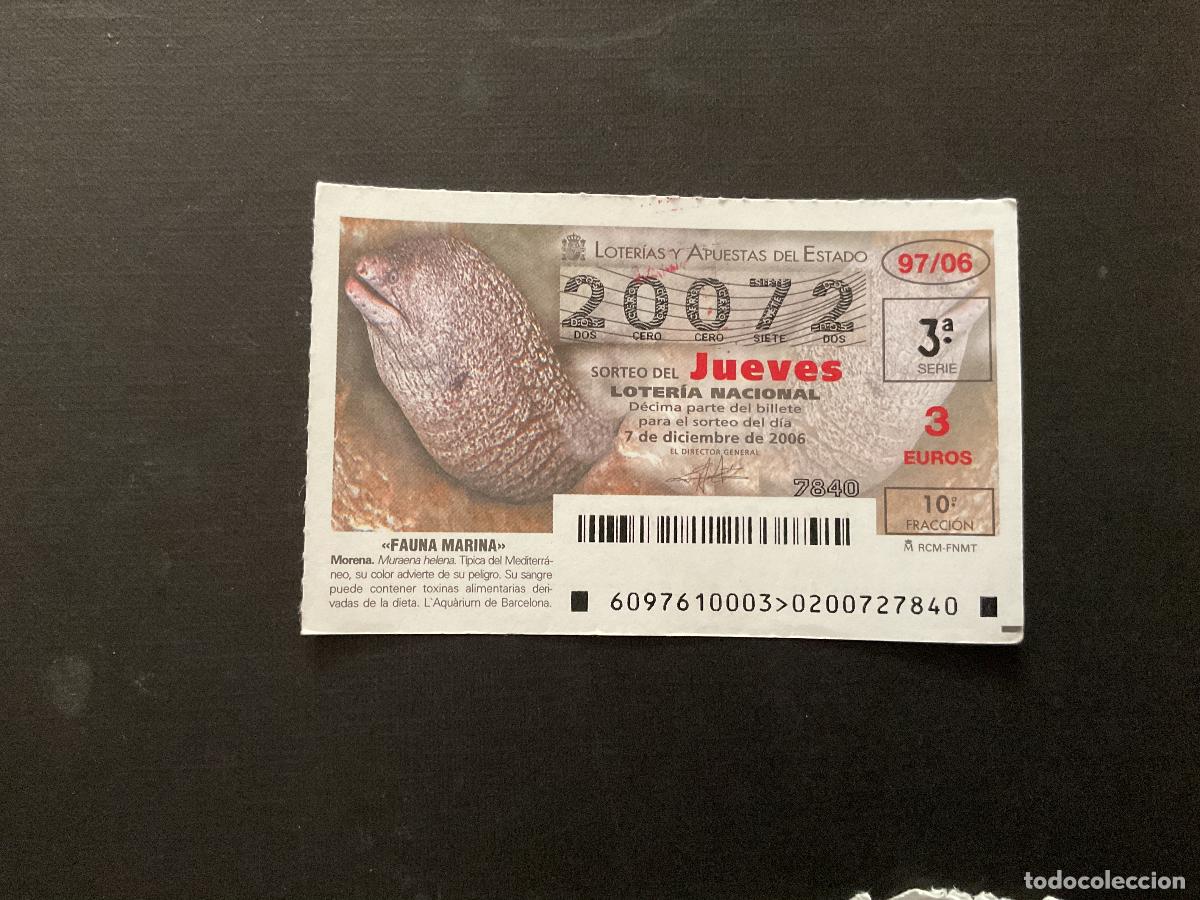 LOTERÍAS Y APUESTAS DEL ESTADO
97/06
20072
DOS CERO CERO SIETE DOS
3ª
SERIE
SORTEO DEL Jueves
LOTERÍA NACIONAL
Décima parte del billete
para el sorteo del día
7 de diciembre de 2006
EL DIRECTOR GENERAL
3
EUROS
7840
10ª
FRACCIÓN
RCM-FNMT
«FAUNA MARINA»
Morena. Muraena helena. Típica del Mediterrá-
neo, su color advierte de su peligro. Su sangre
puede contener toxinas alimentarias deri-
vadas de la dieta. L`Aquàrium de Barcelona.
6097610003>0200727840
todocoleccion